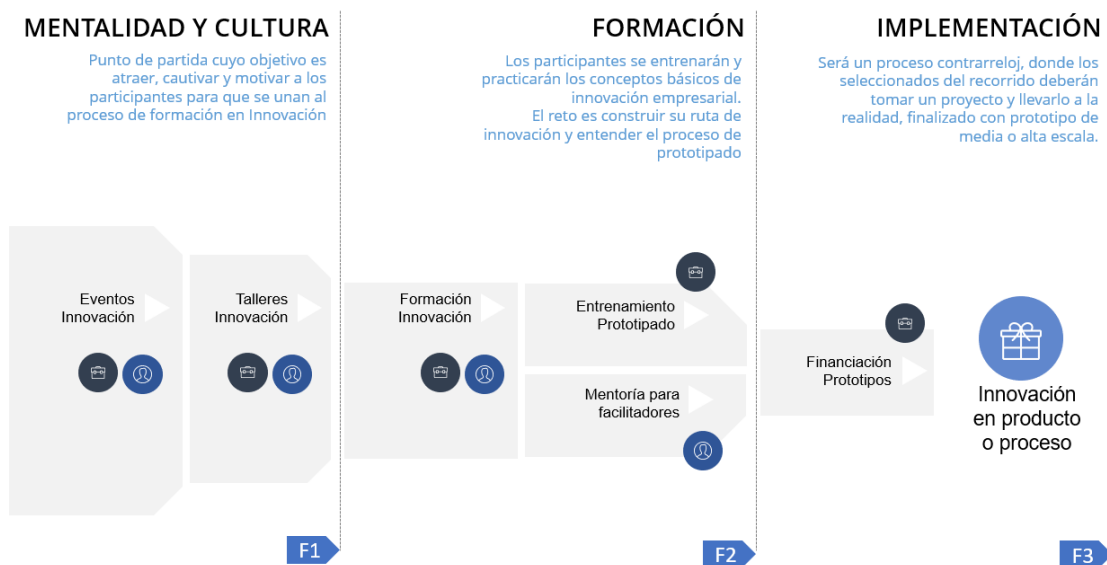 MENTALIDAD Y CULTURA
Punto de partida cuyo objetivo es
atraer, cautivar y motivar a los
participantes para que se unan al
proceso de formación en Innovación
Eventos
Innovación
Talleres
Innovación
F1
FORMACIÓN
Los participantes se entrenarán y
practicarán los conceptos básicos de
innovación empresarial.
El reto es construir su ruta de
innovación y entender el proceso de
prototipado
Formación
Innovación
Entrenamiento
Prototipado
Mentoría para
facilitadores
F2
IMPLEMENTACIÓN
Será un proceso contrarreloj, donde los
seleccionados del recorrido deberán
tomar un proyecto y llevarlo a la
realidad, finalizado con prototipo de
media o alta escala.
Financiación
Prototipos
Innovación
en producto
o proceso
F3